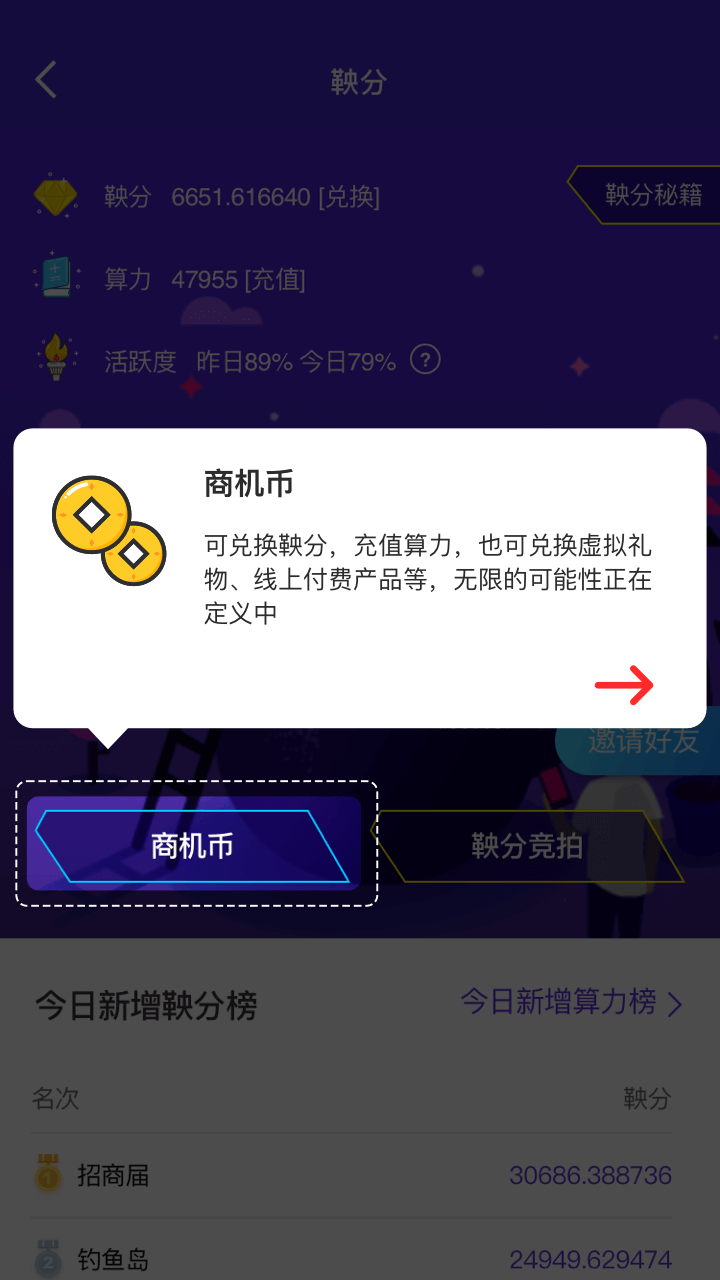 鞅分
鞅分 6651.616640 [兑换]
鞅分秘籍
算力 47955 [充值]
活跃度 昨日89% 今日79% ?
商机币
可兑换鞅分，充值算力，也可兑换虚拟礼
物、线上付费产品等，无限的可能性正在
定义中
邀请好友
商机币
鞅分竞拍
今日新增鞅分榜
今日新增算力榜
名次 鞅分
1 招商届 30686.388736
2 钓鱼岛 24949.629474